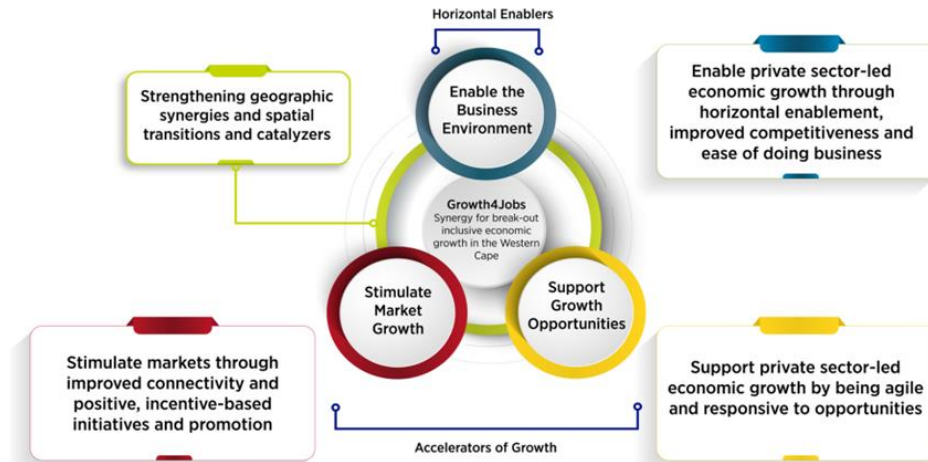 Horizontal Enablers
Strengthening geographic
synergies and spatial
transitions and catalyzers
Enable the
Business
Environment
Enable private sector-led
economic growth through
horizontal enablement,
improved competitiveness and
ease of doing business
Growth4Jobs
Synergy for break-out
inclusive economic
growth in the Western
Cape
Stimulate
Market
Growth
Support
Growth
Opportunities
Stimulate markets through
improved connectivity and
positive, incentive-based
initiatives and promotion
Support private sector-led
economic growth by being agile
and responsive to opportunities
Accelerators of Growth